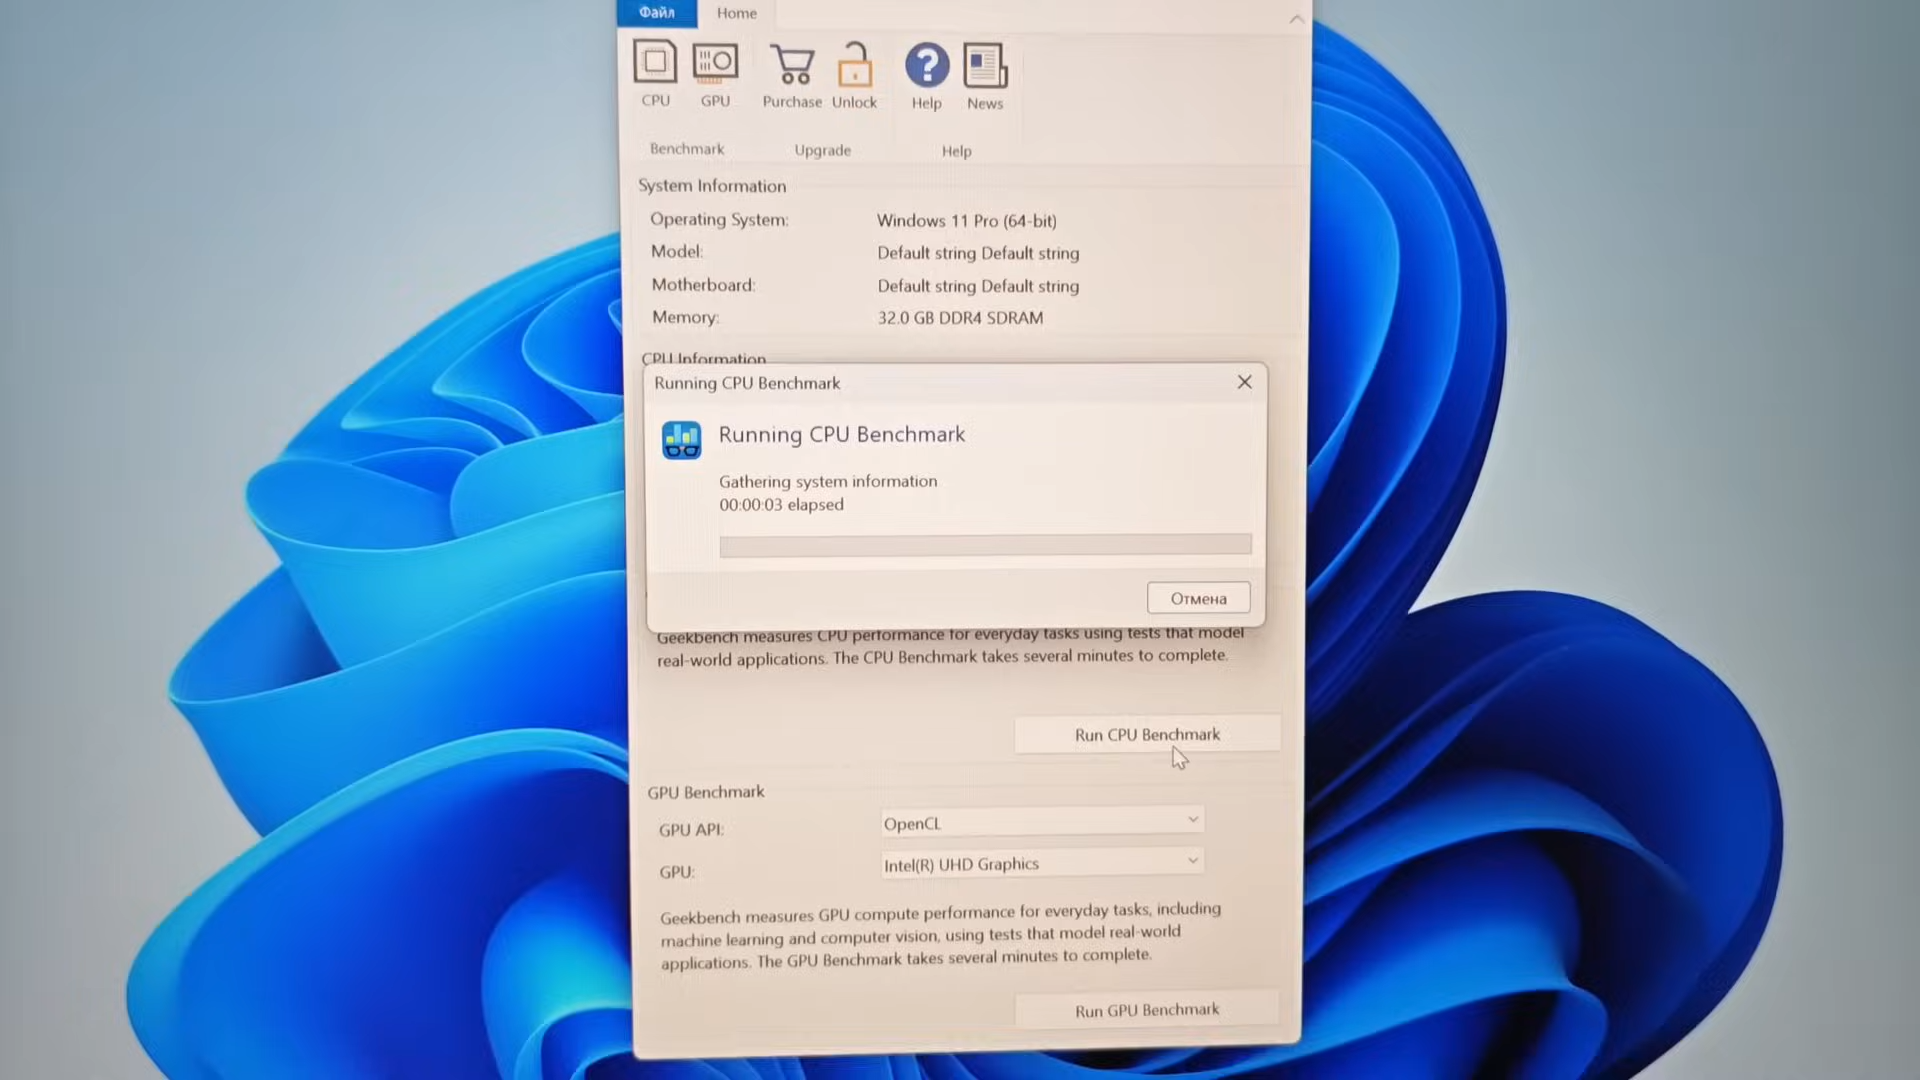 Файл Home
CPU GPU Purchase Unlock Help News
Benchmark Upgrade Help
System Information
Operating System: Windows 11 Pro (64-bit)
Model: Default string Default string
Motherboard: Default string Default string
Memory: 32.0 GB DDR4 SDRAM
CPU Information
Running CPU Benchmark
Running CPU Benchmark
Gathering system information
00:00:03 elapsed
Отмена
Geekbench measures CPU performance for everyday tasks using tests that model
real-world applications. The CPU Benchmark takes several minutes to complete.
Run CPU Benchmark
GPU Benchmark
GPU API: OpenCL
GPU: Intel(R) UHD Graphics
Geekbench measures GPU compute performance for everyday tasks, including
machine learning and computer vision, using tests that model real-world
applications. The GPU Benchmark takes several minutes to complete.
Run GPU Benchmark